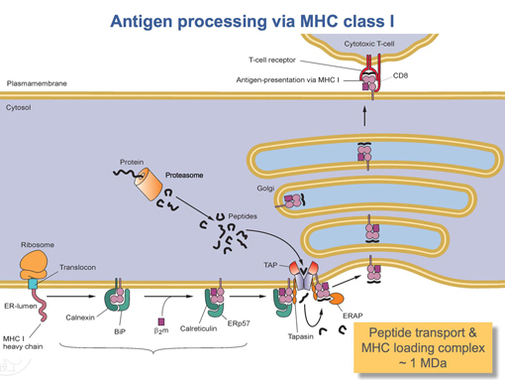 Antigen processing via MHC class I
Cytotoxic T-cell
T-cell receptor
Antigen-presentation via MHC I
CD8
Plasmamembrane
Cytosol
Protein
Proteasome
Peptides
Golgi
Ribosome
Translocon
TAP
ER-lumen
MHC I
heavy chain
Calnexin
BiP
β2m
Calreticulin
ERp57
Tapasin
ERAP
Peptide transport &
MHC loading complex
~ 1 MDa